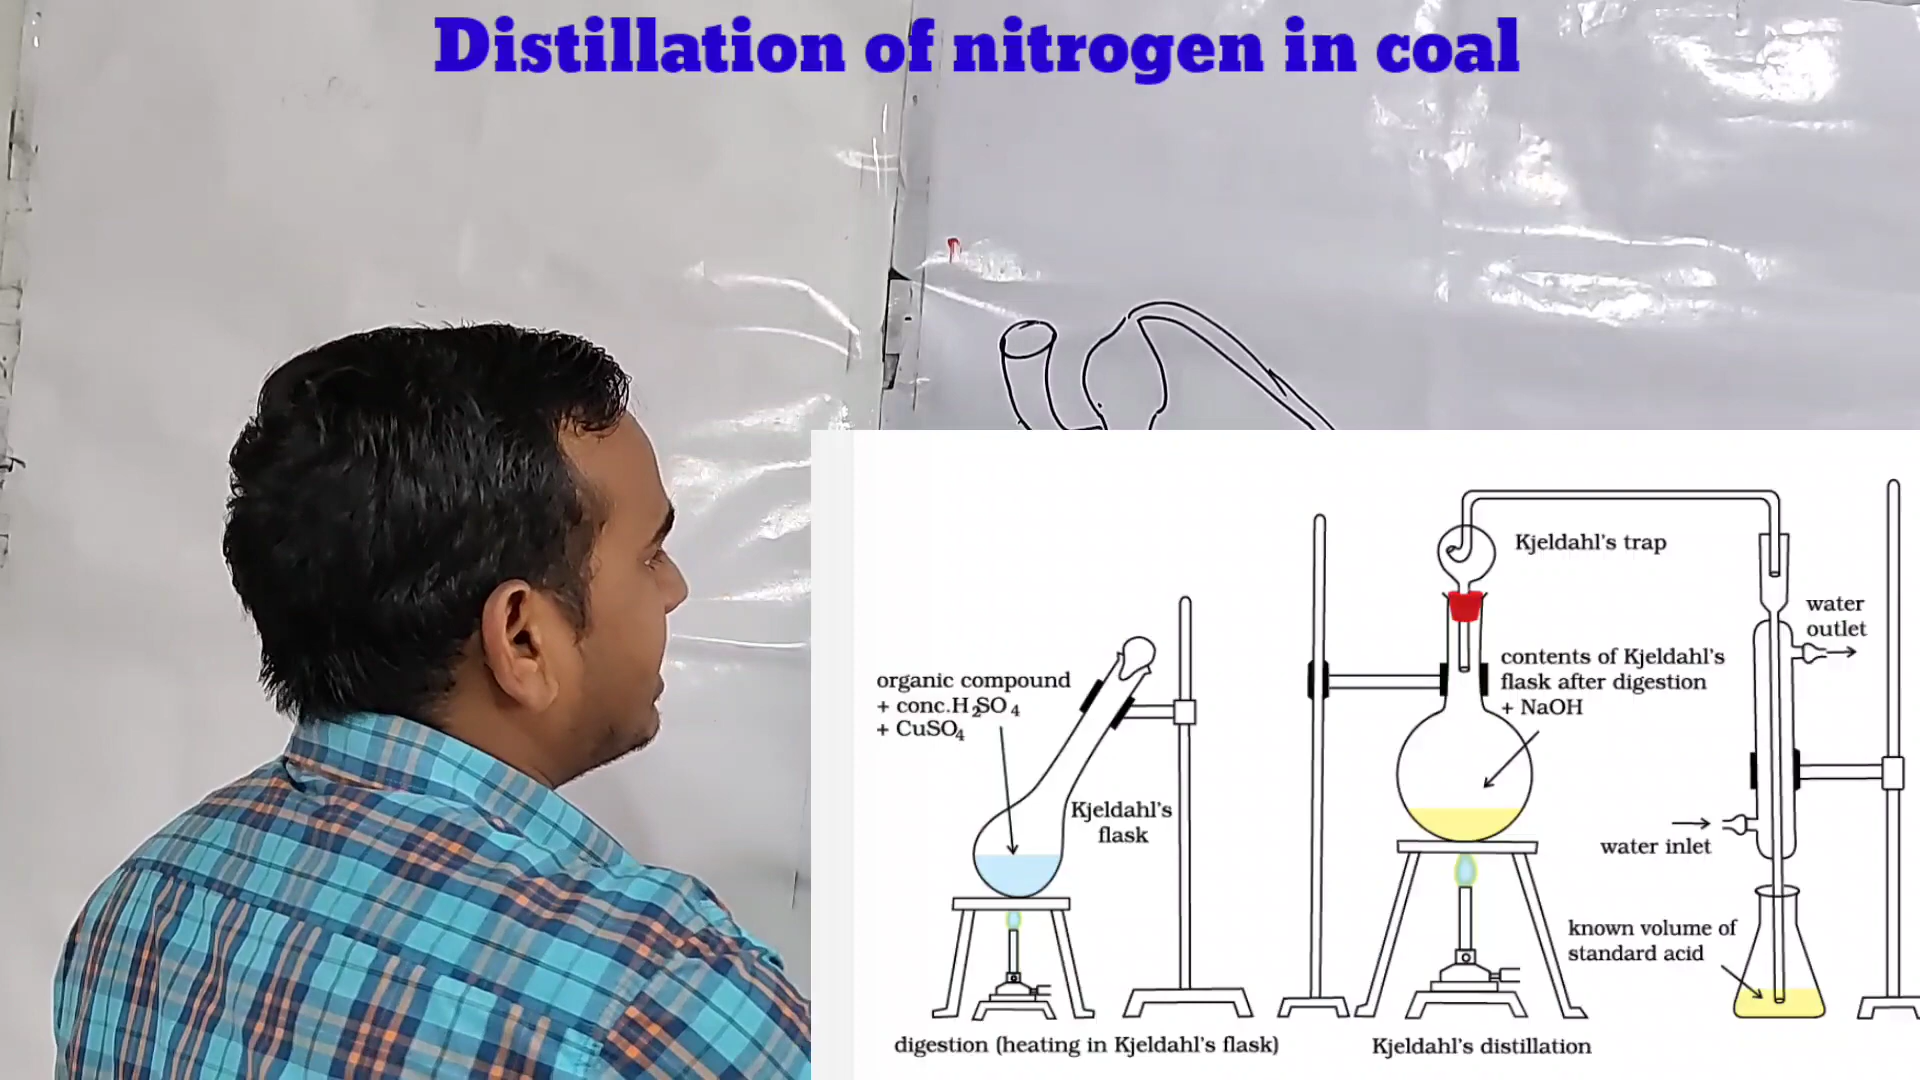 Distillation of nitrogen in coal
Kjeldahl's trap
water
outlet
organic compound
+ conc.H2SO4
+ CuSO4
contents of Kjeldahl's
flask after digestion
+ NaOH
Kjeldahl's
flask
water inlet
known volume of
standard acid
digestion (heating in Kjeldahl's flask)
Kjeldahl's distillation